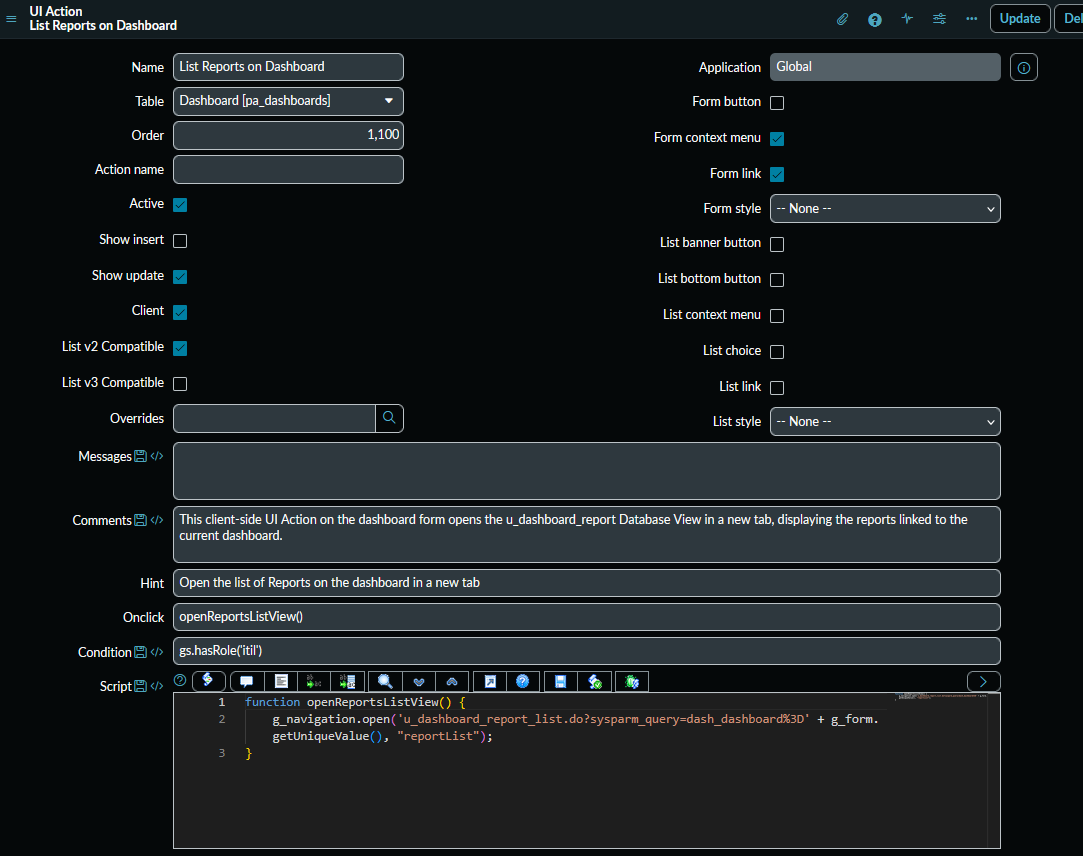 UI Action
List Reports on Dashboard
Update
Del
Name
List Reports on Dashboard
Application
Global
Table
Dashboard [pa_dashboards]
Form button
Order
1,100
Form context menu
Action name
Form link
Active
Form style
-- None --
Show insert
List banner button
Show update
List bottom button
Client
List context menu
List v2 Compatible
List choice
List v3 Compatible
List link
Overrides
List style
-- None --
Messages
Comments
This client-side UI Action on the dashboard form opens the u_dashboard_report Database View in a new tab, displaying the reports linked to the
current dashboard.
Hint
Open the list of Reports on the dashboard in a new tab
Onclick
openReportsListView()
Condition
gs.hasRole('itil')
Script
1 function openReportsListView() {
2 g_navigation.open('u_dashboard_report_list.do?sysparm_query=dash_dashboard%3D' + g_form.
getUniqueValue(), "reportList");
3 }